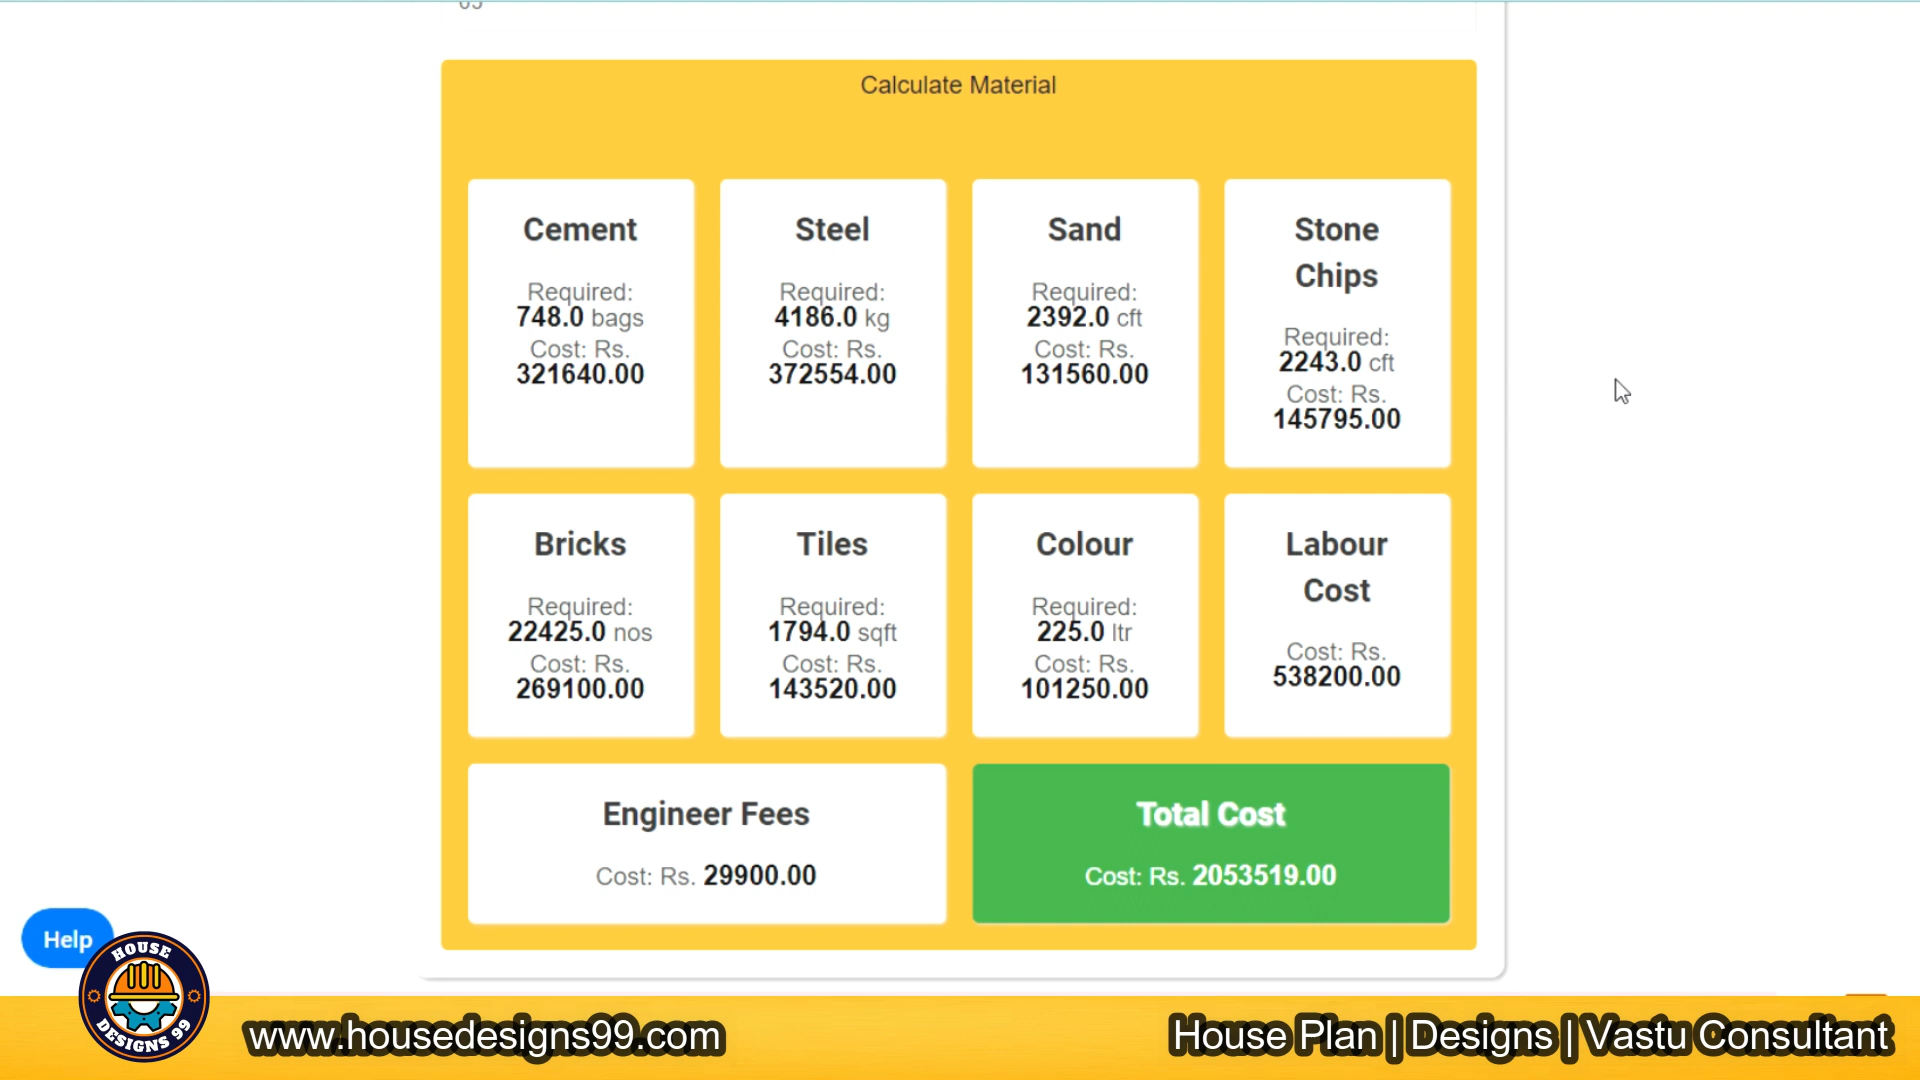 Calculate Material
Cement
Required:
748.0 bags
Cost: Rs.
321640.00
Steel
Required:
4186.0 kg
Cost: Rs.
372554.00
Sand
Required:
2392.0 cft
Cost: Rs.
131560.00
Stone
Chips
Required:
2243.0 cft
Cost: Rs.
145795.00
Bricks
Required:
22425.0 nos
Cost: Rs.
269100.00
Tiles
Required:
1794.0 sqft
Cost: Rs.
143520.00
Colour
Required:
225.0 ltr
Cost: Rs.
101250.00
Labour
Cost
Cost: Rs.
538200.00
Engineer Fees
Cost: Rs. 29900.00
Total Cost
Cost: Rs. 2053519.00
Help
HOUSE
DESIGNS 99
www.housedesigns99.com
House Plan | Designs | Vastu Consultant